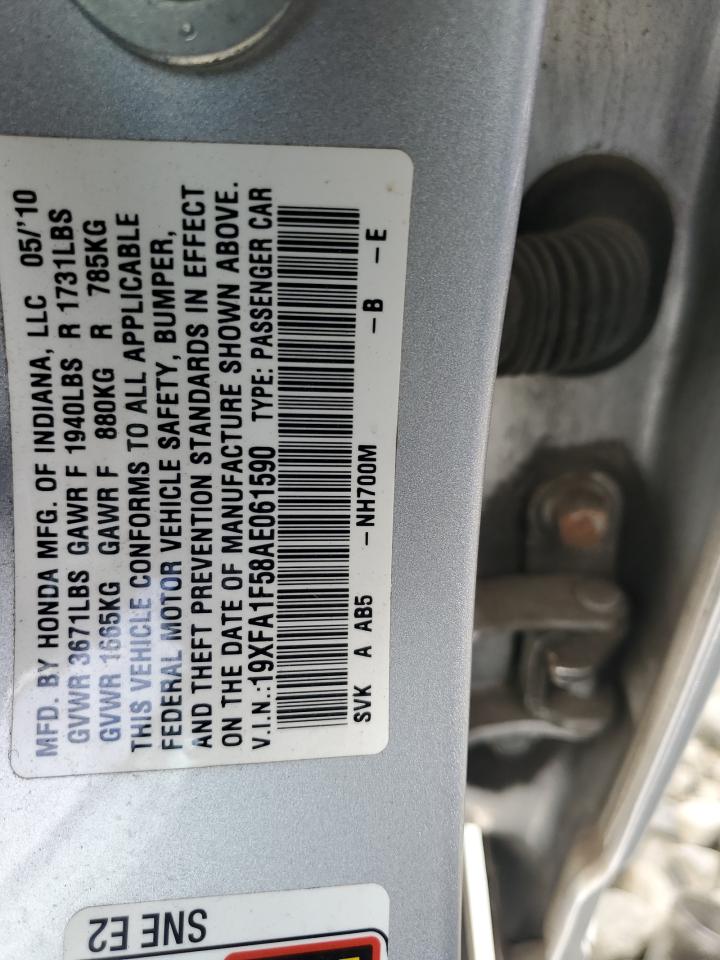 MFD. BY HONDA MFG. OF INDIANA, LLC 05/'10
GVWR 3671LBS GAWR F 1940LBS R 1731LBS
GVWR 1665KG GAWR F 880KG R 785KG
THIS VEHICLE CONFORMS TO ALL APPLICABLE
FEDERAL MOTOR VEHICLE SAFETY, BUMPER,
AND THEFT PREVENTION STANDARDS IN EFFECT
ON THE DATE OF MANUFACTURE SHOWN ABOVE.
V.I.N.:19XFA1F58AE061590 TYPE: PASSENGER CAR
SVK A AB5 -NH700M -B -E
SNE E2